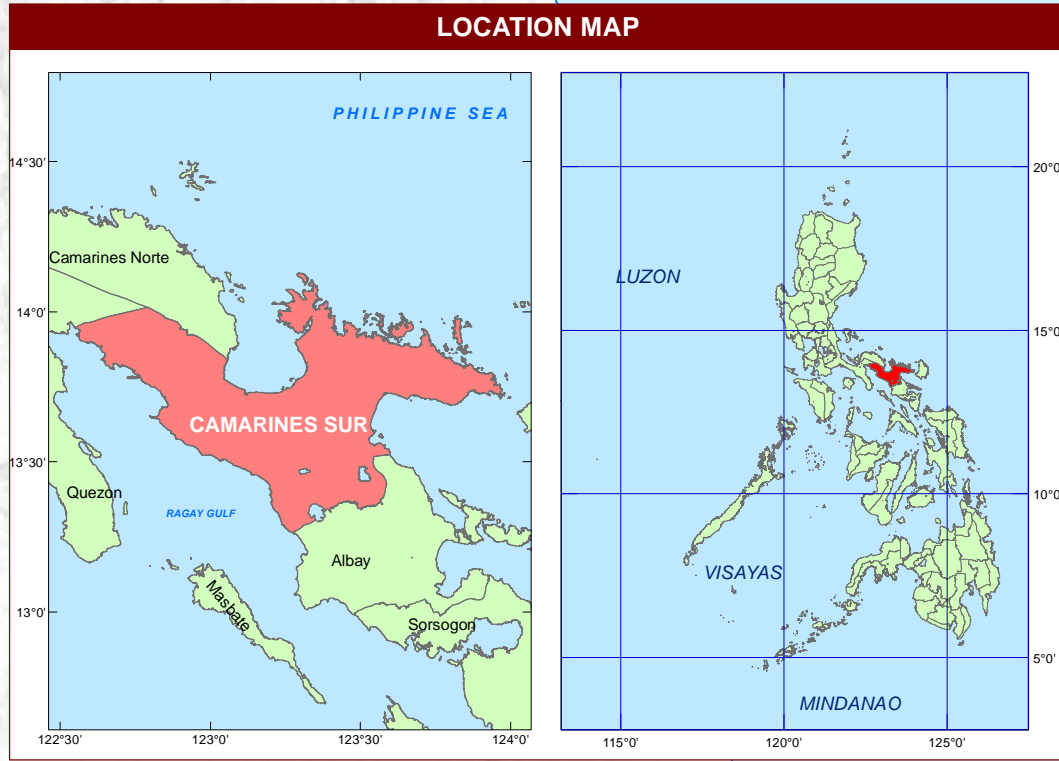 LOCATION MAP
PHILIPPINE SEA
14°30'
Camarines Norte
14°0'
CAMARINES SUR
13°30'
Quezon
RAGAY GULF
Albay
Masbate
13°0'
Sorsogon
122°30'
123°0'
123°30'
124°0'
20°0'
LUZON
15°0'
10°0'
VISAYAS
5°0'
MINDANAO
115°0'
120°0'
125°0'